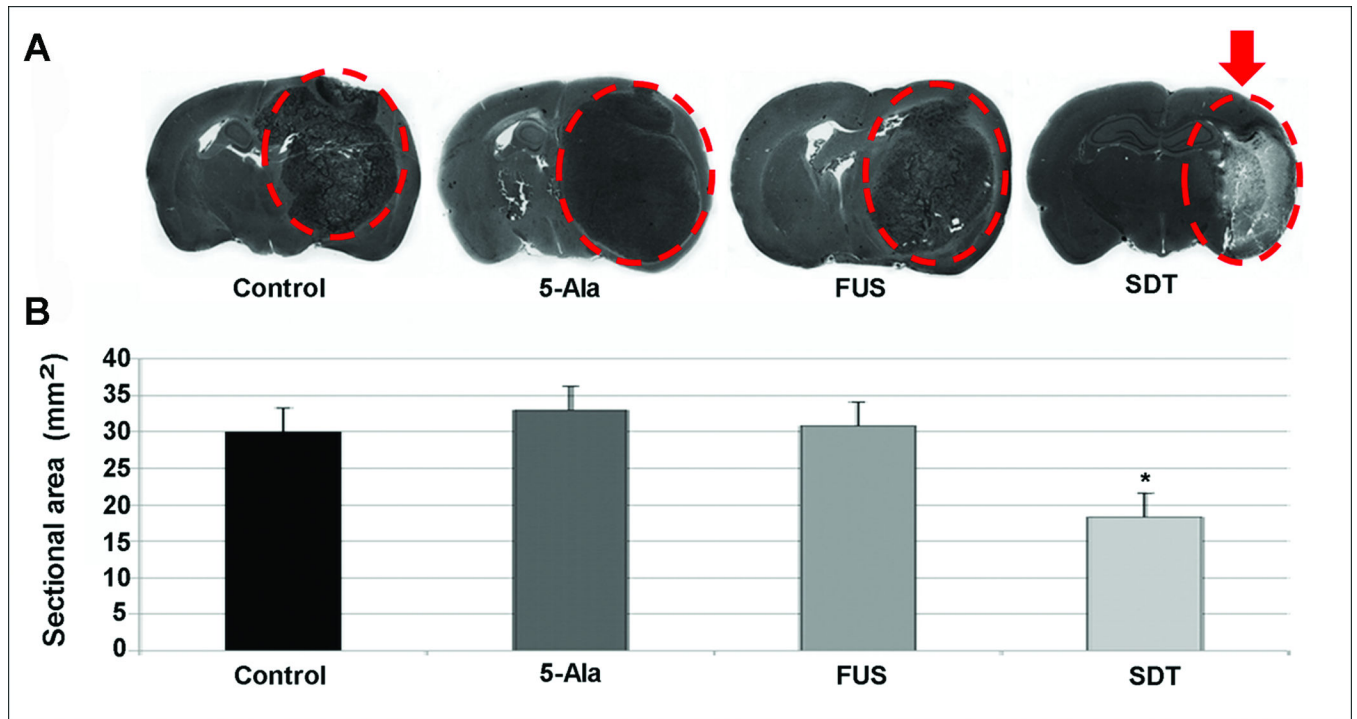 A
Control 5-Ala FUS SDT
B
Sectional area (mm²)
40
35
30
25
20
15
10
5
0
*
Control 5-Ala FUS SDT